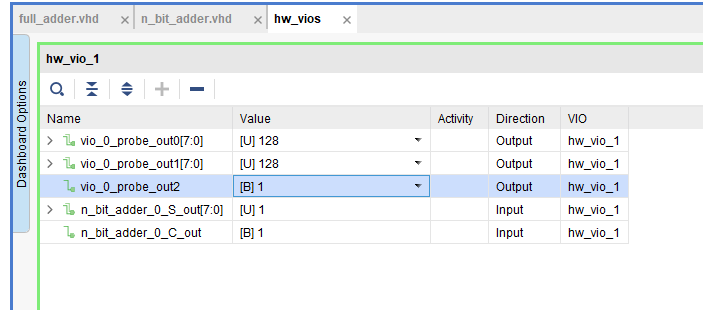 full_adder.vhd × n_bit_adder.vhd × hw_vios ×
Dashboard Options
hw_vio_1
Name Value Activity Direction VIO
vio_0_probe_out0[7:0] [U] 128 Output hw_vio_1
vio_0_probe_out1[7:0] [U] 128 Output hw_vio_1
vio_0_probe_out2 [B] 1 Output hw_vio_1
n_bit_adder_0_S_out[7:0] [U] 1 Input hw_vio_1
n_bit_adder_0_C_out [B] 1 Input hw_vio_1